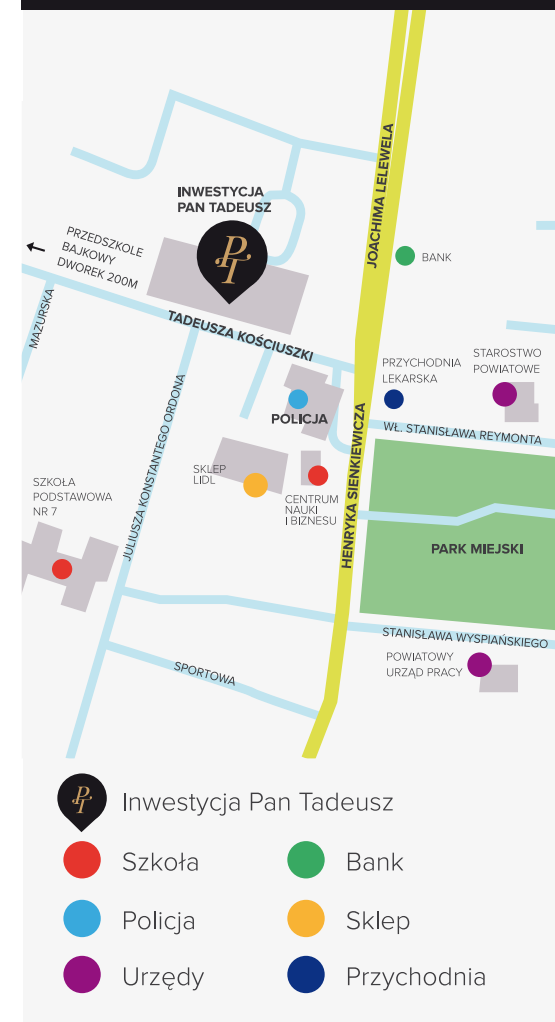 JOACHIMA LELEWELA
INWESTYCJA
PAN TADEUSZ
PT
PRZEDSZKOLE
BAJKOWY
DWOREK 200M
BANK
MAZURSKA
TADEUSZA KOŚCIUSZKI
STAROSTWO
POWIATOWE
PRZYCHODNIA
LEKARSKA
POLICJA
WŁ. STANISŁAWA REYMONTA
JULIUSZA KONSTANTEGO ORDONA
HENRYKA SIENKIEWICZA
SKLEP
LIDL
SZKOŁA
PODSTAWOWA
NR 7
CENTRUM
NAUKI
I BIZNESU
PARK MIEJSKI
STANISŁAWA WYSPIAŃSKIEGO
POWIATOWY
URZĄD PRACY
SPORTOWA
PT
Inwestycja Pan Tadeusz
Szkoła
Bank
Policja
Sklep
Urzędy
Przychodnia